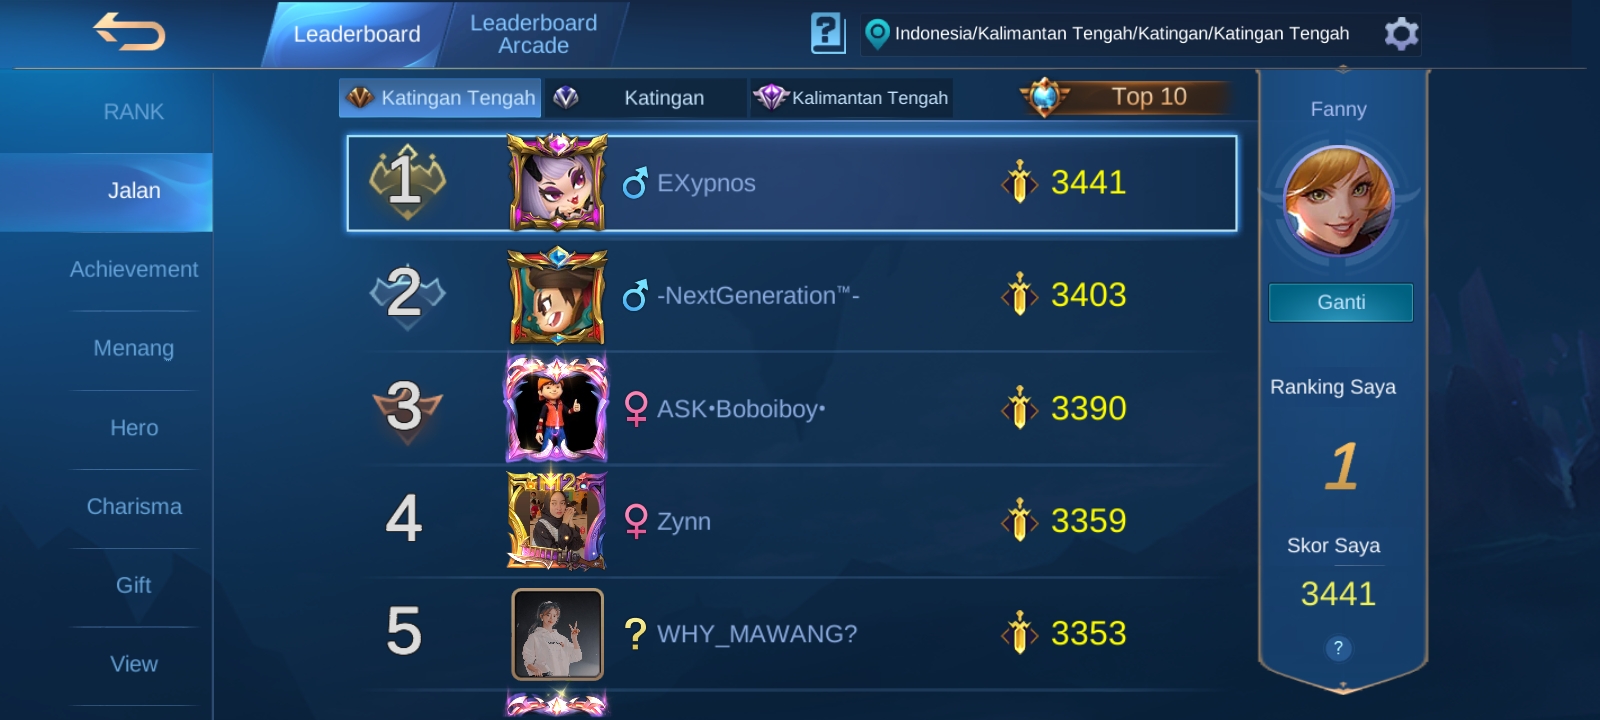 Leaderboard
Leaderboard
Arcade
Indonesia/Kalimantan Tengah/Katingan/Katingan Tengah
RANK
Jalan
Achievement
Menang
Hero
Charisma
Gift
View
Katingan Tengah
Katingan
Kalimantan Tengah
Top 10
1
EXypnos
3441
2
-NextGeneration™-
3403
3
ASK•Boboiboy•
3390
4
M2
Zynn
3359
5
? WHY_MAWANG?
3353
Fanny
Ganti
Ranking Saya
1
Skor Saya
3441
?